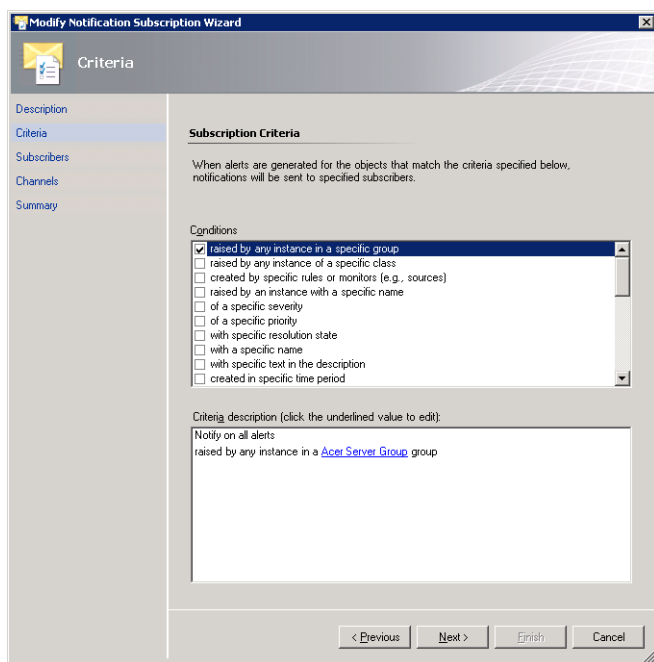 Modify Notification Subscription Wizard
Criteria
Description
Criteria
Subscribers
Channels
Summary
Subscription Criteria
When alerts are generated for the objects that match the criteria specified below,
notifications will be sent to specified subscribers.
Conditions
raised by any instance in a specific group
raised by any instance of a specific class
created by specific rules or monitors (e.g., sources)
raised by an instance with a specific name
of a specific severity
of a specific priority
with specific resolution state
with a specific name
with specific text in the description
created in specific time period
Criteria description (click the underlined value to edit):
Notify on all alerts
raised by any instance in a Acer Server Group group
< Previous
Next >
Finish
Cancel